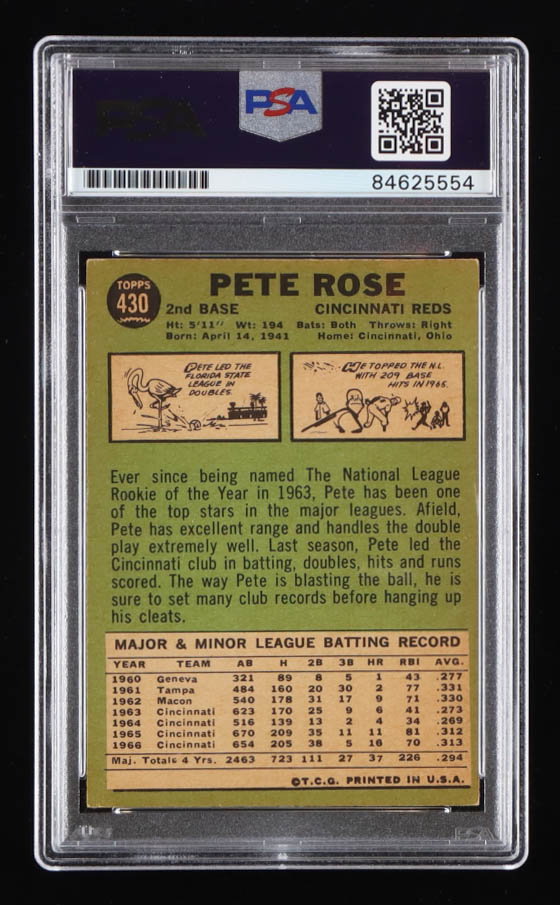 PSA
PSA
84625554
TOPPS
430
PETE ROSE
2nd BASE CINCINNATI REDS
Ht: 5'11" Wt: 194 Bats: Both Throws: Right
Born: April 14, 1941 Home: Cincinnati, Ohio
PETE LED THE
FLORIDA STATE
LEAGUE IN
DOUBLES.
HE TOPPED THE N.L.
WITH 209 BASE
HITS IN 1965.
Ever since being named The National League
Rookie of the Year in 1963, Pete has been one
of the top stars in the major leagues. Afield,
Pete has excellent range and handles the double
play extremely well. Last season, Pete led the
Cincinnati club in batting, doubles, hits and runs
scored. The way Pete is blasting the ball, he is
sure to set many club records before hanging up
his cleats.
MAJOR & MINOR LEAGUE BATTING RECORD
YEAR TEAM AB H 2B 3B HR RBI AVG.
1960 Geneva 321 89 8 5 1 43 .277
1961 Tampa 484 160 20 30 2 77 .331
1962 Macon 540 178 31 17 9 71 .330
1963 Cincinnati 623 170 25 9 6 41 .273
1964 Cincinnati 516 139 13 2 4 34 .269
1965 Cincinnati 670 209 35 11 11 81 .312
1966 Cincinnati 654 205 38 5 16 70 .313
Maj. Totals 4 Yrs. 2463 723 111 27 37 226 .294
©T.C.G. PRINTED IN U.S.A.
PSA